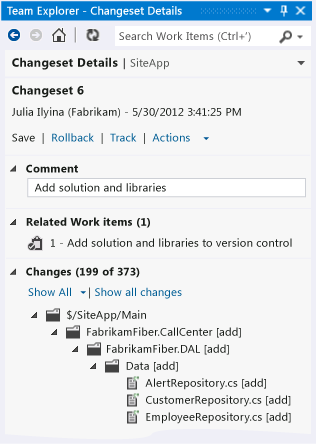 Team Explorer - Changeset Details
Search Work Items (Ctrl+')
Changeset Details | SiteApp
Changeset 6
Julia Ilyina (Fabrikam) - 5/30/2012 3:41:25 PM
Save | Rollback | Track | Actions
Comment
Add solution and libraries
Related Work items (1)
1 - Add solution and libraries to version control
Changes (199 of 373)
Show All | Show all changes
$/SiteApp/Main
FabrikamFiber.CallCenter [add]
FabrikamFiber.DAL [add]
Data [add]
AlertRepository.cs [add]
CustomerRepository.cs [add]
EmployeeRepository.cs [add]